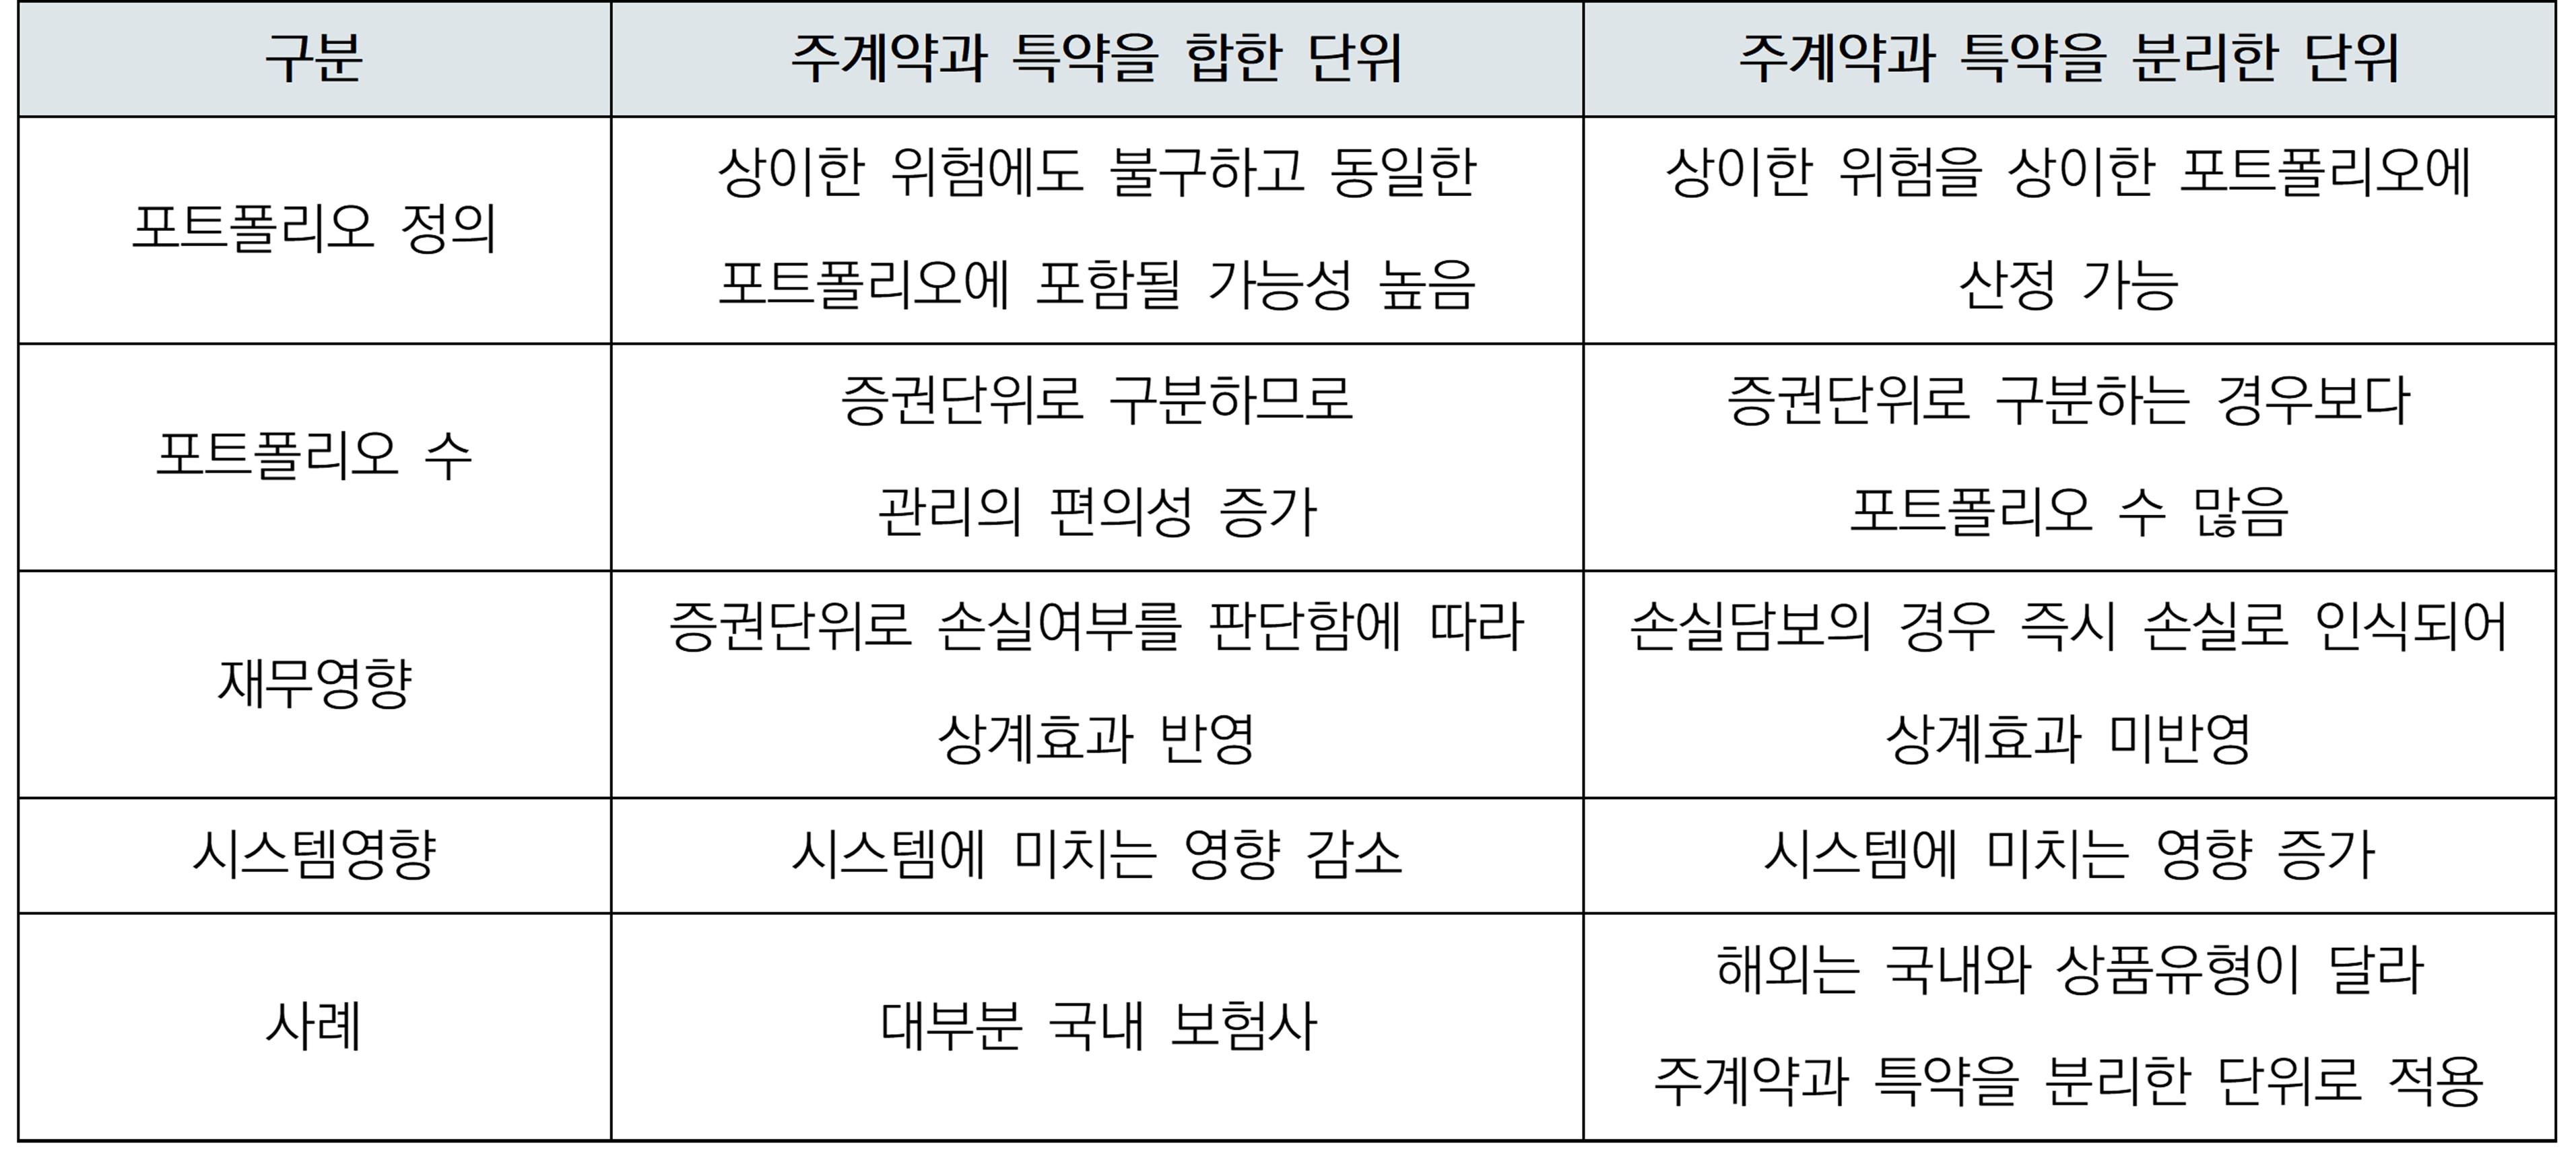 구분
주계약과 특약을 합한 단위
주계약과 특약을 분리한 단위
포트폴리오 정의
상이한 위험에도 불구하고 동일한
포트폴리오에 포함될 가능성 높음
상이한 위험을 상이한 포트폴리오에
산정 가능
포트폴리오 수
증권단위로 구분하므로
관리의 편의성 증가
증권단위로 구분하는 경우보다
포트폴리오 수 많음
재무영향
증권단위로 손실여부를 판단함에 따라
상계효과 반영
손실담보의 경우 즉시 손실로 인식되어
상계효과 미반영
시스템영향
시스템에 미치는 영향 감소
시스템에 미치는 영향 증가
사례
대부분 국내 보험사
해외는 국내와 상품유형이 달라
주계약과 특약을 분리한 단위로 적용